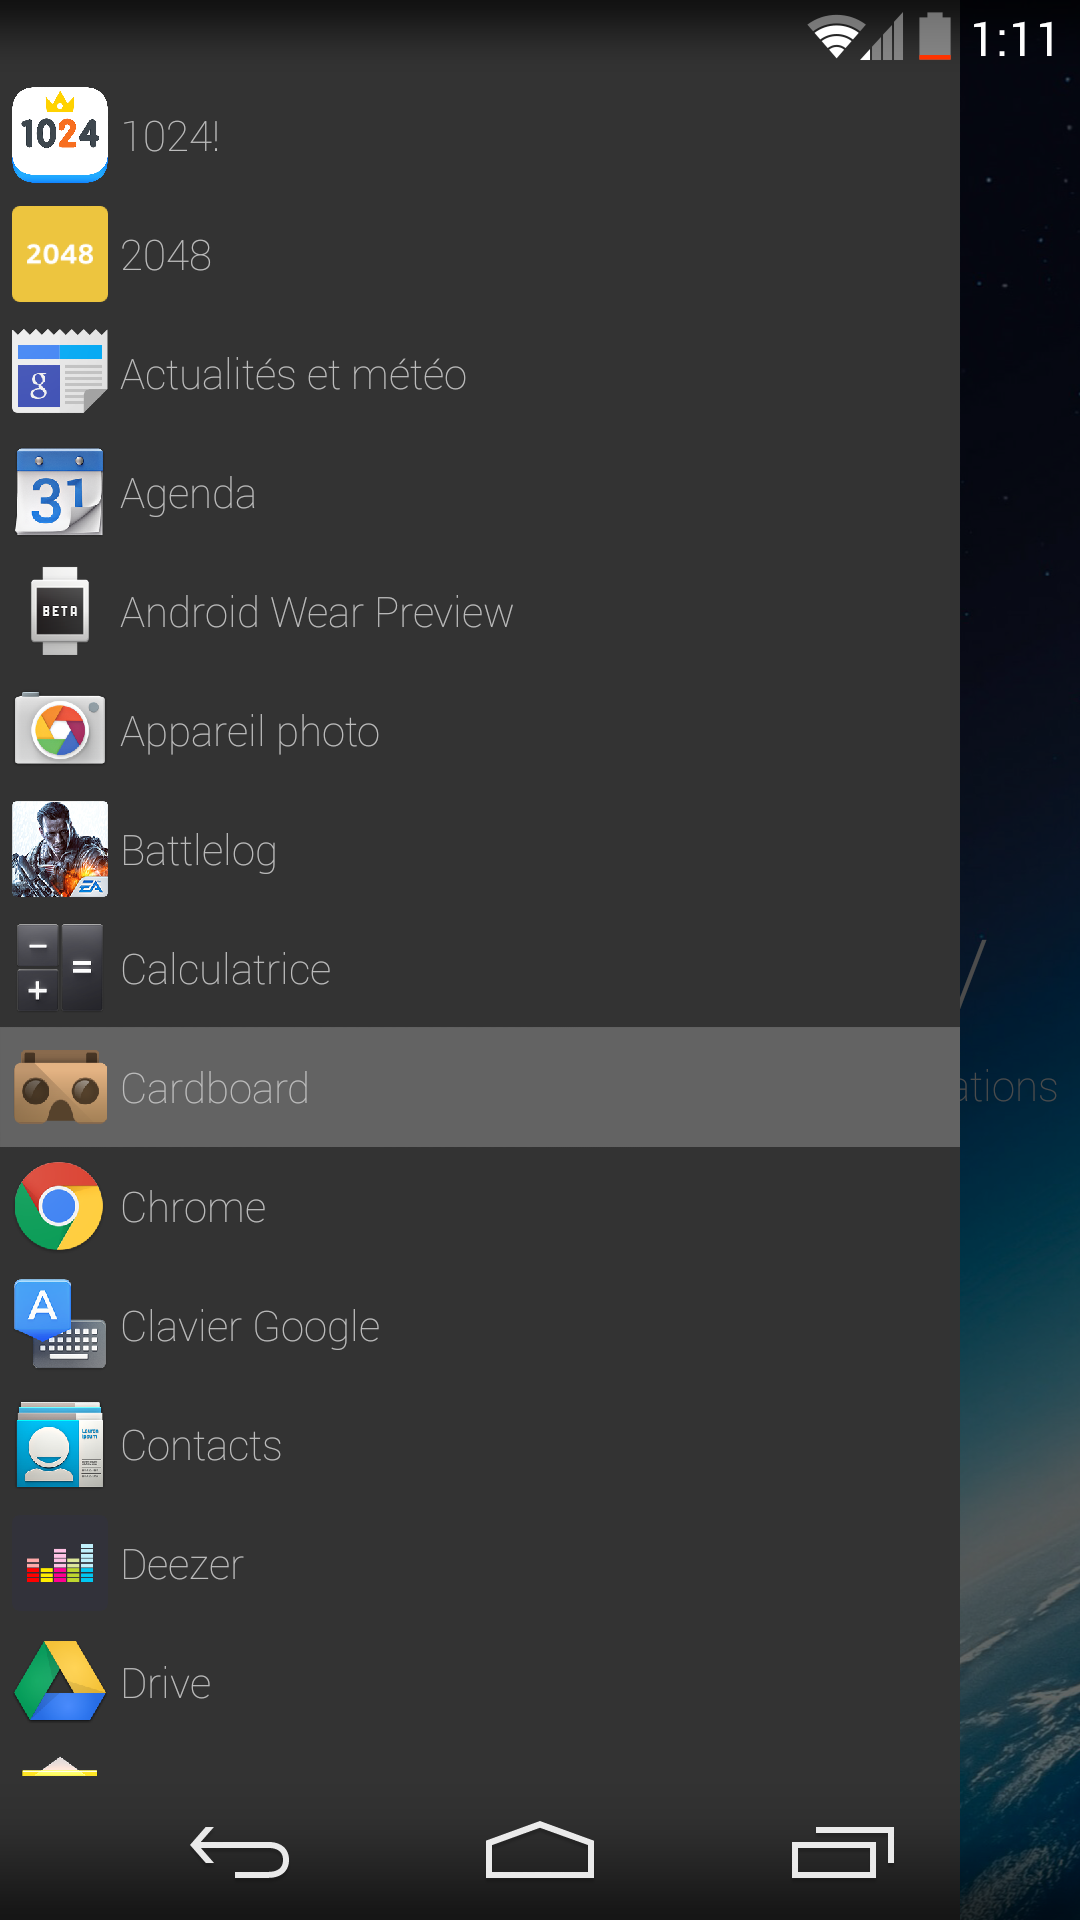 1:11
1024 1024!
2048 2048
g Actualités et météo
31 Agenda
BETA Android Wear Preview
Appareil photo
EA Battlelog
− + = Calculatrice
Cardboard
ations
Chrome
A Clavier Google
Contacts
Deezer
Drive